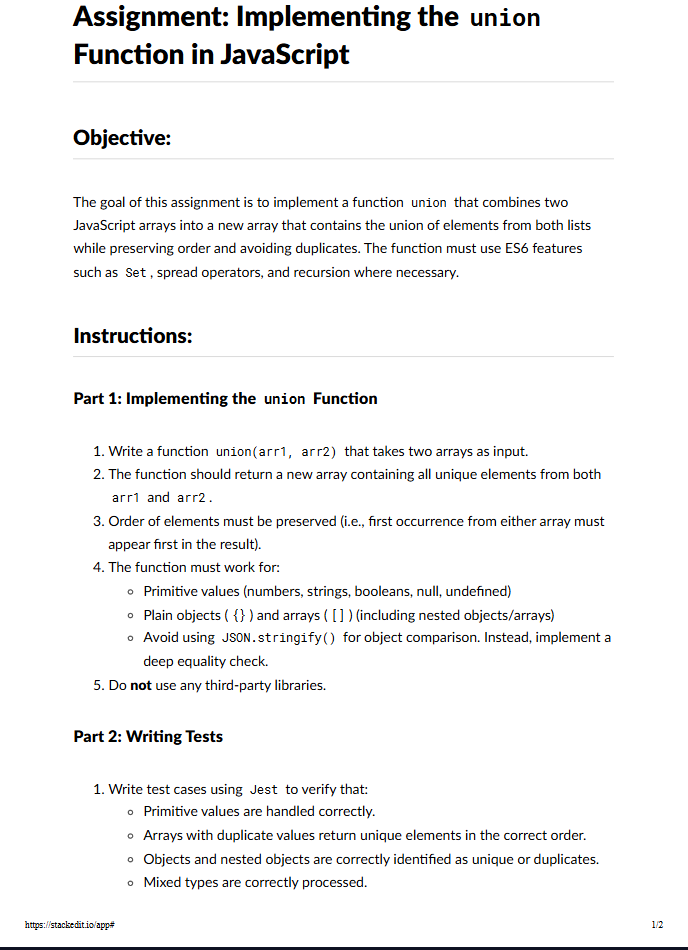 Assignment: Implementing the union
Function in JavaScript
Objective:
The goal of this assignment is to implement a function union that combines two
JavaScript arrays into a new array that contains the union of elements from both lists
while preserving order and avoiding duplicates. The function must use ES6 features
such as Set , spread operators, and recursion where necessary.
Instructions:
Part 1: Implementing the union Function
1. Write a function union(arr1, arr2) that takes two arrays as input.
2. The function should return a new array containing all unique elements from both
arr1 and arr2 .
3. Order of elements must be preserved (i.e., first occurrence from either array must
appear first in the result).
4. The function must work for:
○ Primitive values (numbers, strings, booleans, null, undefined)
○ Plain objects ( {} ) and arrays ( [] ) (including nested objects/arrays)
○ Avoid using JSON.stringify() for object comparison. Instead, implement a
deep equality check.
5. Do not use any third-party libraries.
Part 2: Writing Tests
1. Write test cases using Jest to verify that:
○ Primitive values are handled correctly.
○ Arrays with duplicate values return unique elements in the correct order.
○ Objects and nested objects are correctly identified as unique or duplicates.
○ Mixed types are correctly processed.
https://stackedit.io/app# 1/2